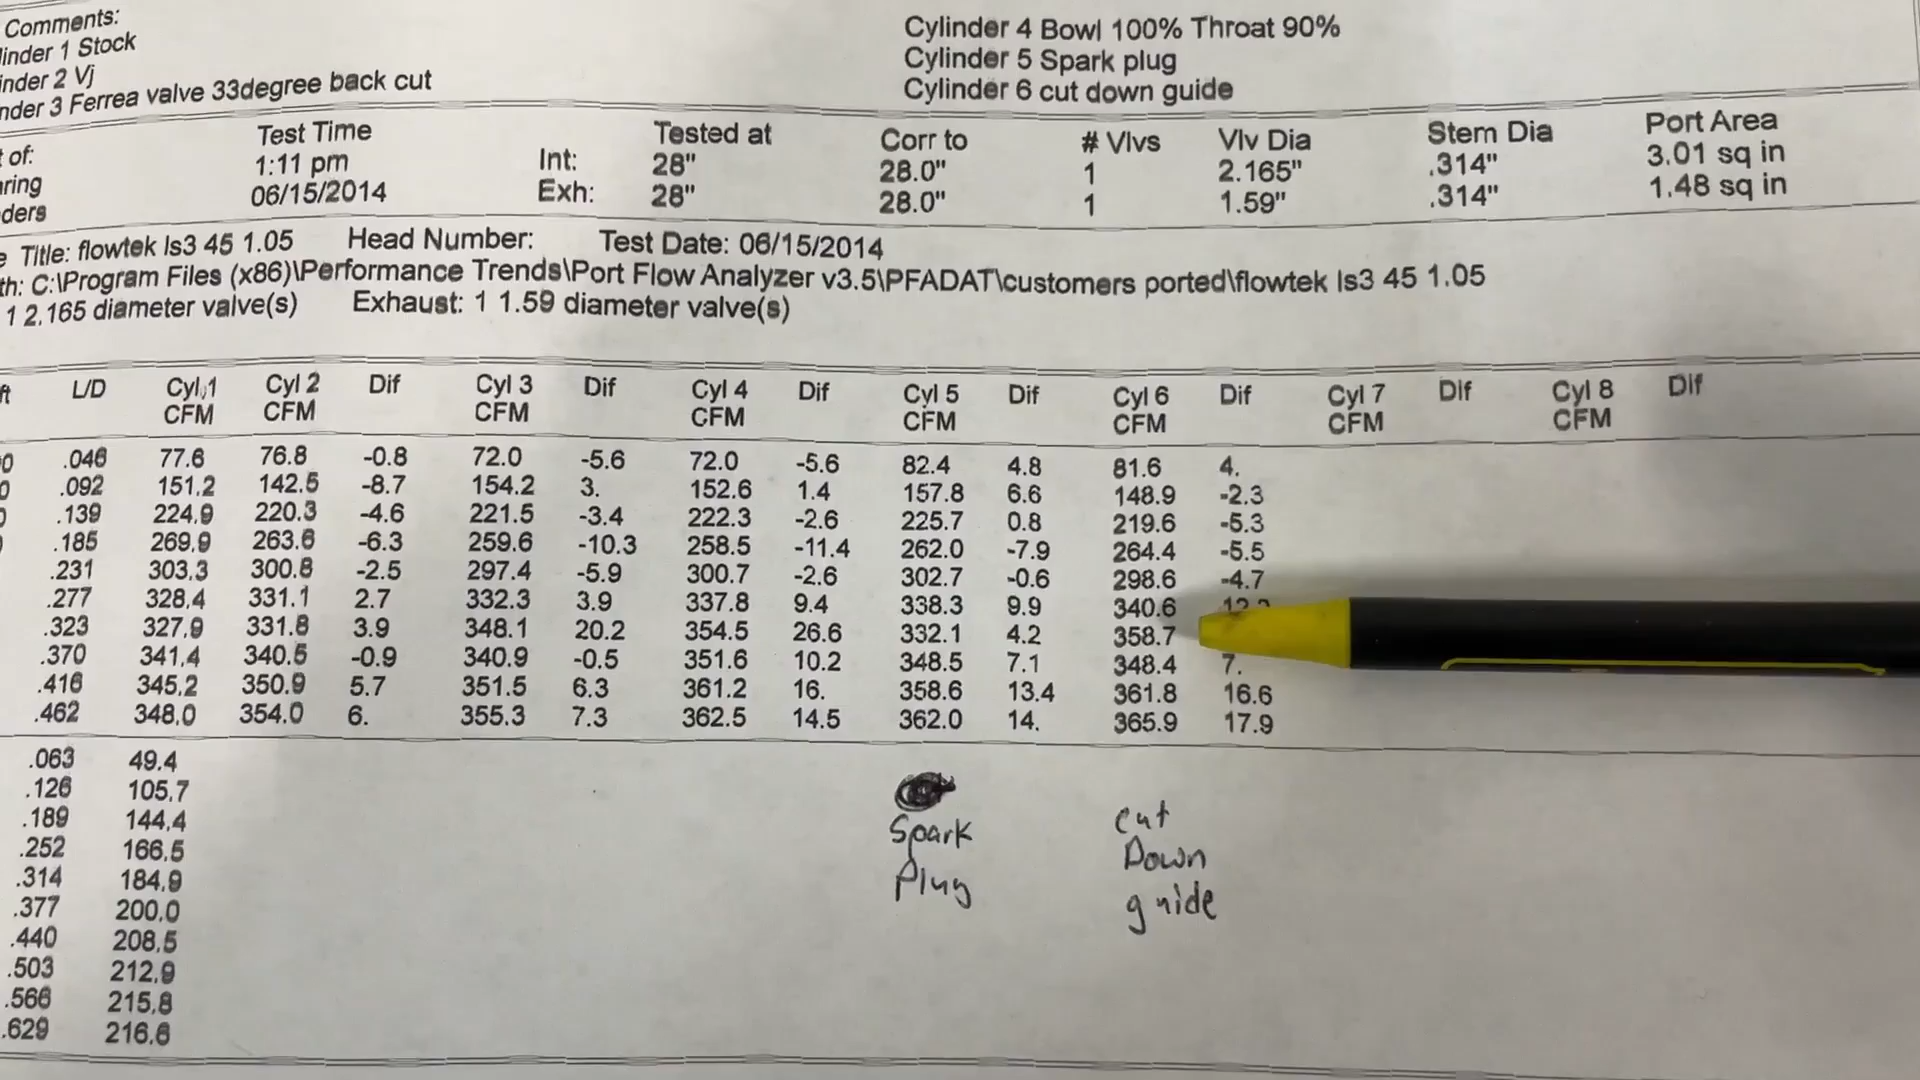 Comments:
linder 1 Stock
inder 2 Vj
nder 3 Ferrea valve 33degree back cut
Cylinder 4 Bowl 100% Throat 90%
Cylinder 5 Spark plug
Cylinder 6 cut down guide
Test Time Tested at Corr to # Vlvs Vlv Dia Stem Dia Port Area
of: 1:11 pm Int: 28" 28.0" 1 2.165" .314" 3.01 sq in
aring 06/15/2014 Exh: 28" 28.0" 1 1.59" .314" 1.48 sq in
ders
e Title: flowtek ls3 45 1.05 Head Number: Test Date: 06/15/2014
th: C:\Program Files (x86)\Performance Trends\Port Flow Analyzer v3.5\PFADAT\customers ported\flowtek ls3 45 1.05
1 2.165 diameter valve(s) Exhaust: 1 1.59 diameter valve(s)
ft L/D Cyl 1 Cyl 2 Dif Cyl 3 Dif Cyl 4 Dif Cyl 5 Dif Cyl 6 Dif Cyl 7 Dif Cyl 8 Dif
CFM CFM CFM CFM CFM CFM CFM CFM
0 .046 77.6 76.8 -0.8 72.0 -5.6 72.0 -5.6 82.4 4.8 81.6 4.
0 .092 151.2 142.5 -8.7 154.2 3. 152.6 1.4 157.8 6.6 148.9 -2.3
0 .139 224.9 220.3 -4.6 221.5 -3.4 222.3 -2.6 225.7 0.8 219.6 -5.3
.185 269.9 263.6 -6.3 259.6 -10.3 258.5 -11.4 262.0 -7.9 264.4 -5.5
.231 303.3 300.8 -2.5 297.4 -5.9 300.7 -2.6 302.7 -0.6 298.6 -4.7
.277 328.4 331.1 2.7 332.3 3.9 337.8 9.4 338.3 9.9 340.6
.323 327.9 331.8 3.9 348.1 20.2 354.5 26.6 332.1 4.2 358.7
.370 341.4 340.5 -0.9 340.9 -0.5 351.6 10.2 348.5 7.1 348.4 7.
.416 345.2 350.9 5.7 351.5 6.3 361.2 16. 358.6 13.4 361.8 16.6
.462 348.0 354.0 6. 355.3 7.3 362.5 14.5 362.0 14. 365.9 17.9
.063 49.4
.126 105.7
.189 144.4
.252 166.5
.314 184.9
.377 200.0
.440 208.5
.503 212.9
.566 215.8
.629 216.6
Spark
Plug
cut
Down
guide